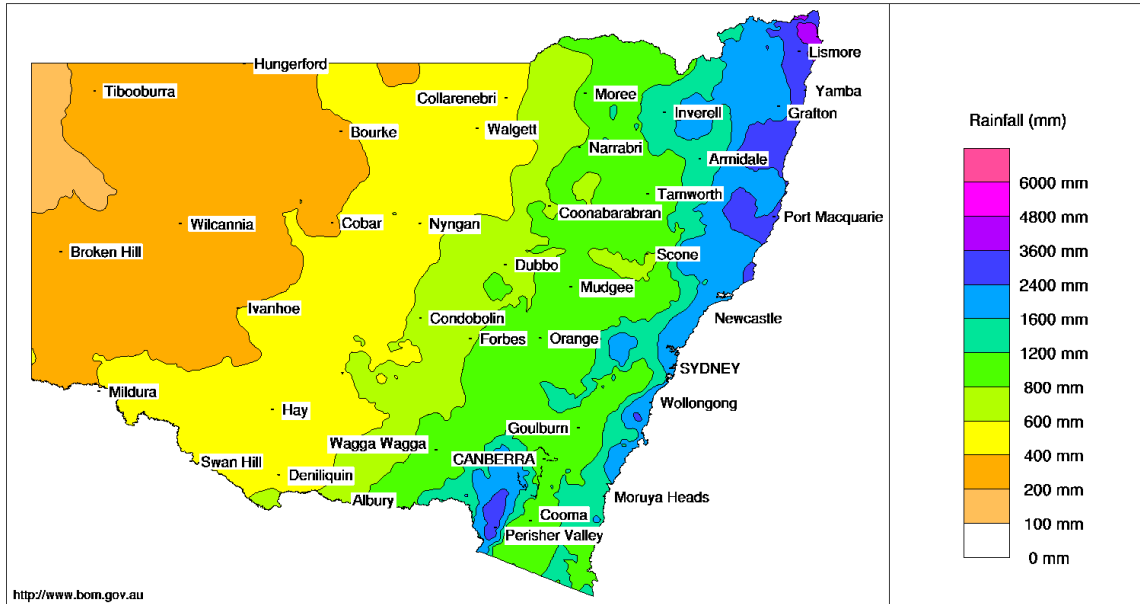 Lismore
Hungerford
Tibooburra
Collarenebri
Moree
Yamba
Inverell
Grafton
Bourke
Walgett
Narrabri
Armidale
Tamworth
Coonabarabran
Port Macquarie
Wilcannia
Cobar
Nyngan
Broken Hill
Scone
Dubbo
Mudgee
Ivanhoe
Condobolin
Newcastle
Forbes
Orange
SYDNEY
Mildura
Hay
Wollongong
Goulburn
Wagga Wagga
CANBERRA
Swan Hill
Deniliquin
Albury
Moruya Heads
Cooma
Perisher Valley
http://www.bom.gov.au
Rainfall (mm)
6000 mm
4800 mm
3600 mm
2400 mm
1600 mm
1200 mm
800 mm
600 mm
400 mm
200 mm
100 mm
0 mm